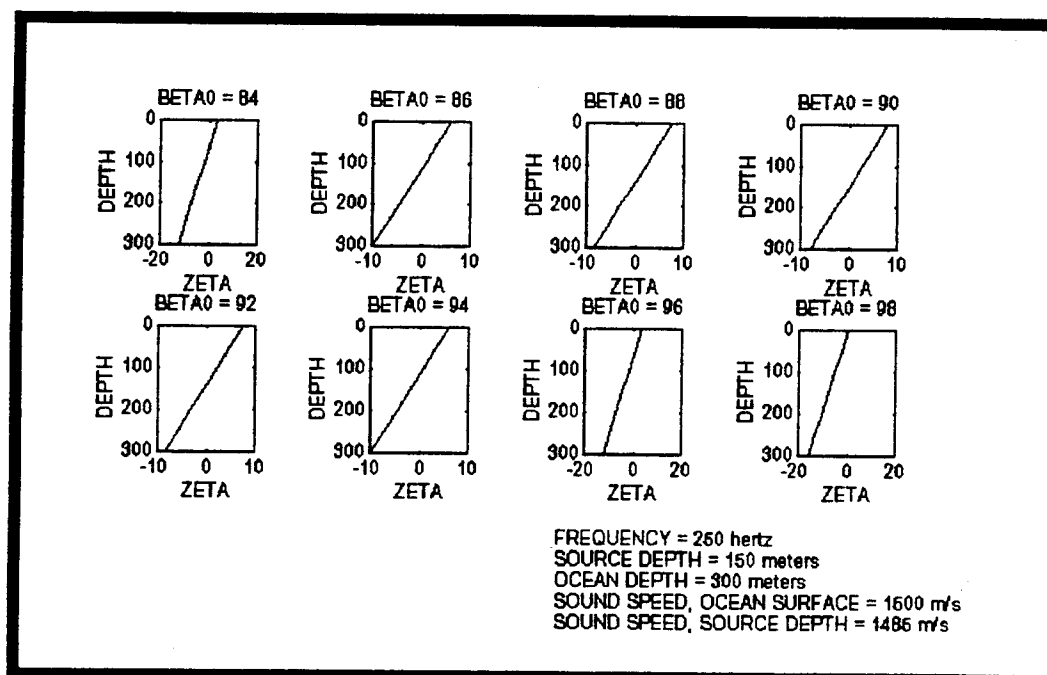 BETA0 = 84 BETA0 = 86 BETA0 = 88 BETA0 = 90
0 0 0 0
100 100 100 100
200 200 200 200
300 300 300 300
DEPTH DEPTH DEPTH DEPTH
-20 0 20 -10 0 10 -10 0 10 -10 0 10
ZETA ZETA ZETA ZETA
BETA0 = 92 BETA0 = 94 BETA0 = 96 BETA0 = 98
0 0 0 0
100 100 100 100
200 200 200 200
300 300 300 300
DEPTH DEPTH DEPTH DEPTH
-10 0 10 -10 0 10 -20 0 20 -20 0 20
ZETA ZETA ZETA ZETA
FREQUENCY = 250 hertz
SOURCE DEPTH = 150 meters
OCEAN DEPTH = 300 meters
SOUND SPEED, OCEAN SURFACE = 1500 m/s
SOUND SPEED, SOURCE DEPTH = 1485 m/s